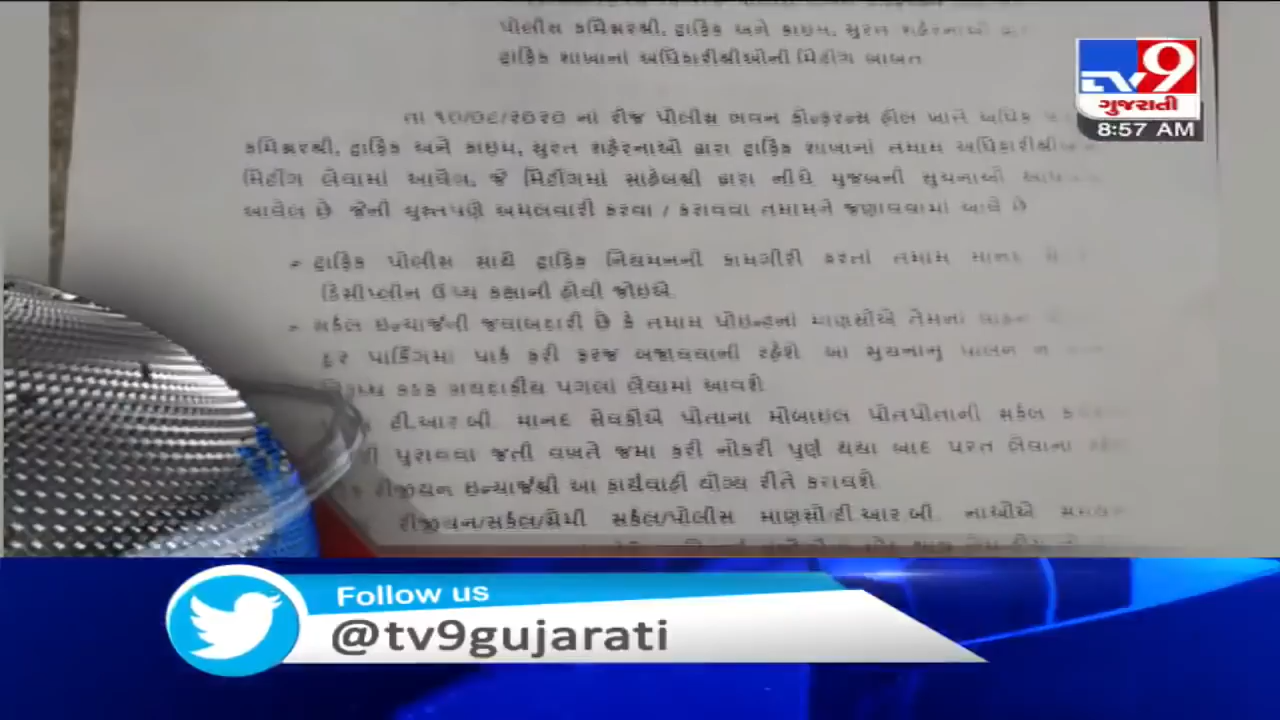 પોલીસ કમિશ્નરશ્રી, ટ્રાફિક અને ક્રાઇમ, સુરત શહેરનાઓ
ટ્રાફિક શાખાનાં અધિકારીશ્રીઓની મિટીંગ બાબત
TV9
ગુજરાતી
8:57 AM
તા ૧૦/૦૮/૨૦૨૦ નાં રોજ પોલીસ ભવન કોન્ફરન્સ હોલ ખાતે અધિક
કમિશ્નરશ્રી, ટ્રાફિક અને ક્રાઇમ, સુરત શહેરનાઓ દ્વારા ટ્રાફિક શાખાનાં તમામ
મિટીંગ લેવામાં આવેલ. જે મિટીંગમાં સાહેબશ્રી દ્વારા નીચે મુજબની સુચનાઓ
આવેલ છે જેની ચુસ્તપણે અમલવારી કરવા / કરાવવા તમામને જણાવવામાં આવે છે
ટ્રાફિક પોલીસ સાથે ટ્રાફિક નિયમનની કામગીરી કરતાં તમામ માનદ
ડિસીપ્લીન ઉચ્ચ કક્ષાની હોવી જોઇએ.
સર્કલ ઇન્ચાર્જની જવાબદારી છે કે તમામ પોઇન્ટનાં માણસોએ તેમનાં વાહન
દુર પાર્કિંગમાં પાર્ક કરી ફરજ બજાવવાની રહેશે આ સુચનાનું પાલન ન
વિરૂધ્ધ કડક કાયદાકીય પગલાં લેવામાં આવશે
ટી.આર.બી. માનદ સેવકોએ પોતાના મોબાઇલ પોતપોતાની સર્કલ
પુરાવવા જતી વખતે જમા કરી નોકરી પુર્ણ થયા બાદ પરત લેવાના
રીજીયન ઇન્ચાર્જશ્રી આ કાર્યવાહી યોગ્ય રીતે કરાવશે
રીજીયન/સર્કલ/સેમી સર્કલ/પોલીસ માણસો/ટી.આર.બી. નાઓએ
Follow us
@tv9gujarati